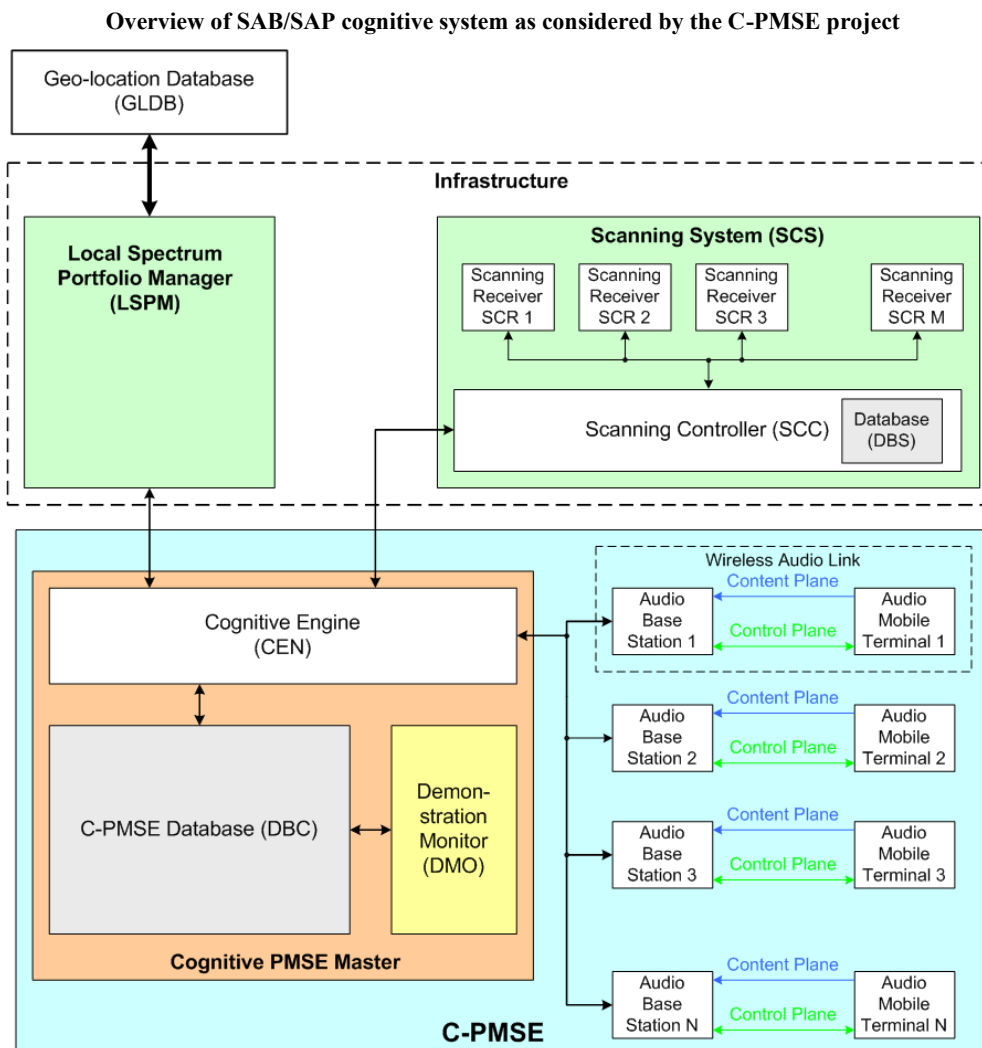 Overview of SAB/SAP cognitive system as considered by the C-PMSE project
Geo-location Database
(GLDB)
Infrastructure
Local Spectrum
Portfolio Manager
(LSPM)
Scanning System (SCS)
Scanning
Receiver
SCR 1
Scanning
Receiver
SCR 2
Scanning
Receiver
SCR 3
Scanning
Receiver
SCR M
Scanning Controller (SCC)
Database
(DBS)
Cognitive Engine
(CEN)
C-PMSE Database (DBC)
Demon-
stration
Monitor
(DMO)
Cognitive PMSE Master
Wireless Audio Link
Audio
Base
Station 1
Content Plane
Control Plane
Audio
Mobile
Terminal 1
Audio
Base
Station 2
Content Plane
Control Plane
Audio
Mobile
Terminal 2
Audio
Base
Station 3
Content Plane
Control Plane
Audio
Mobile
Terminal 3
Audio
Base
Station N
Content Plane
Control Plane
Audio
Mobile
Terminal N
C-PMSE